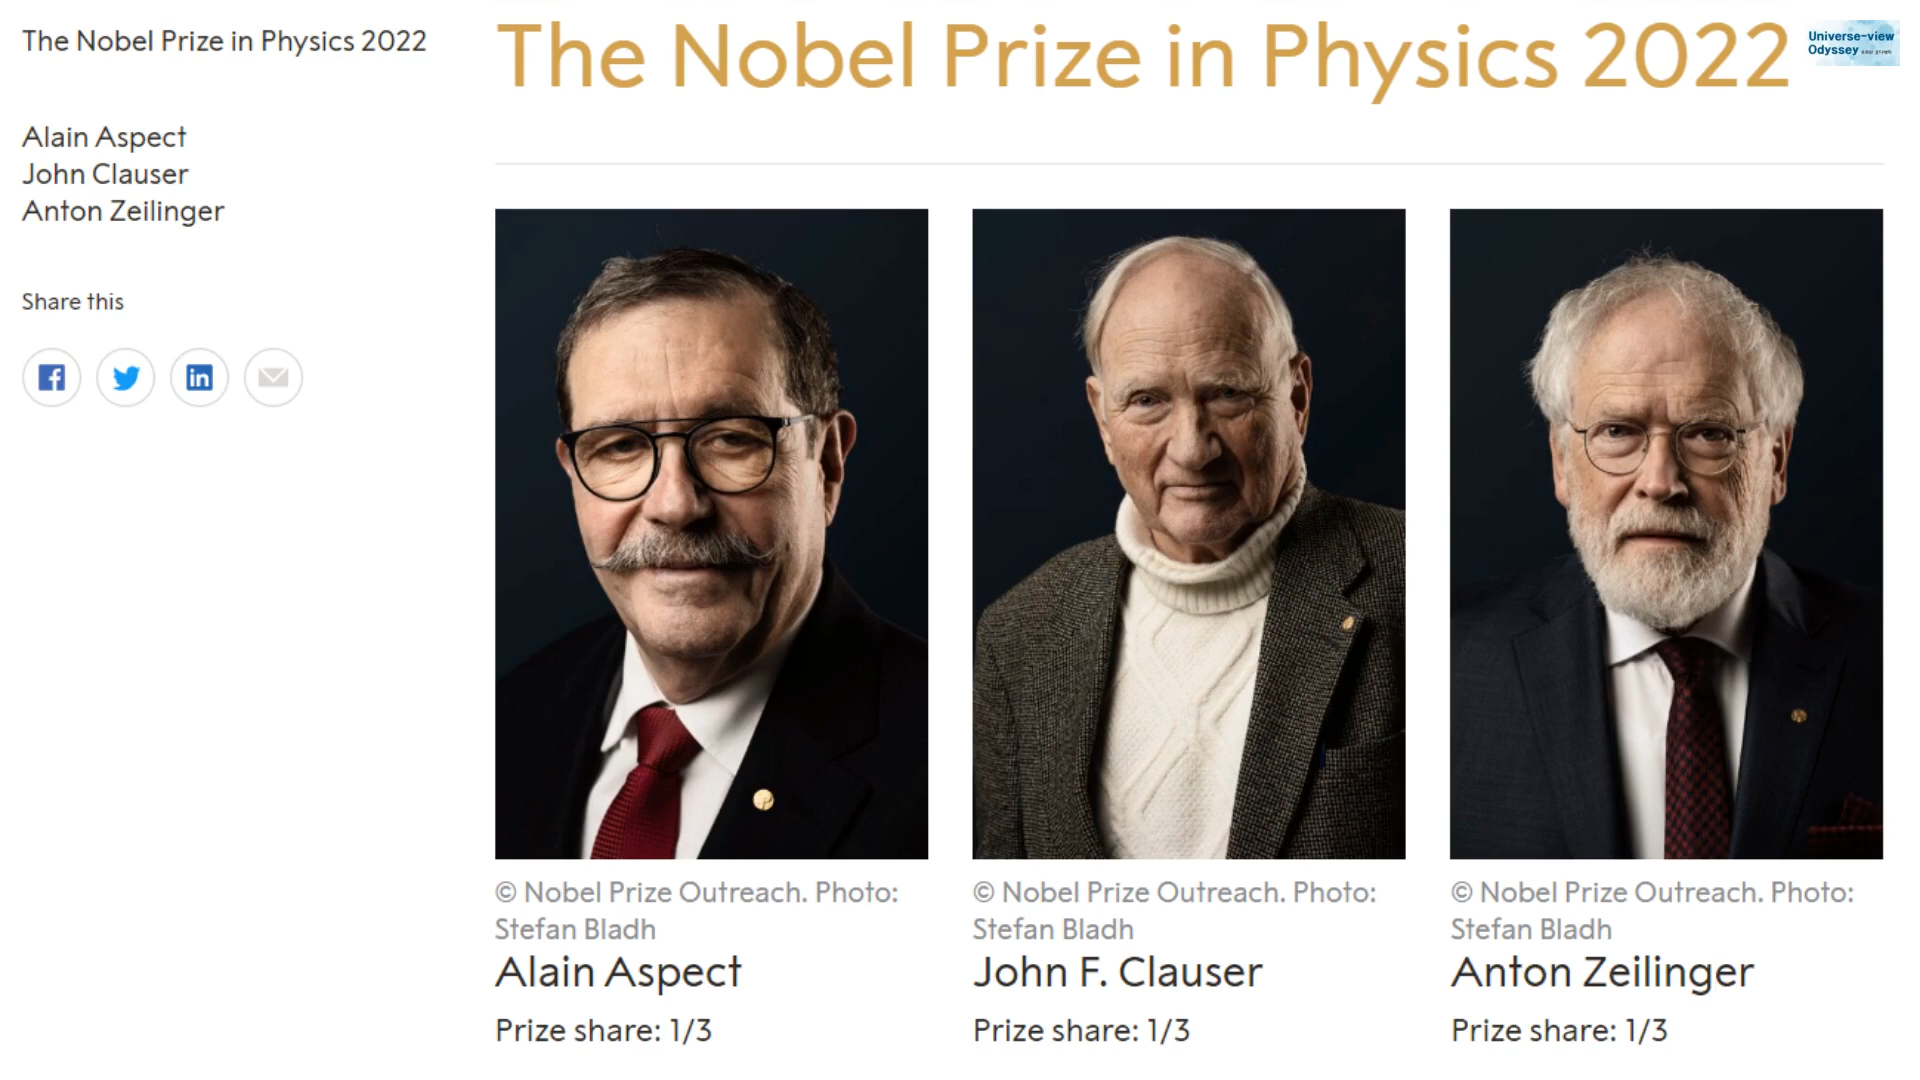 The Nobel Prize in Physics 2022
Alain Aspect
John Clauser
Anton Zeilinger
Share this
The Nobel Prize in Physics 2022
Universe-view
Odyssey
© Nobel Prize Outreach. Photo:
Stefan Bladh
Alain Aspect
Prize share: 1/3
© Nobel Prize Outreach. Photo:
Stefan Bladh
John F. Clauser
Prize share: 1/3
© Nobel Prize Outreach. Photo:
Stefan Bladh
Anton Zeilinger
Prize share: 1/3